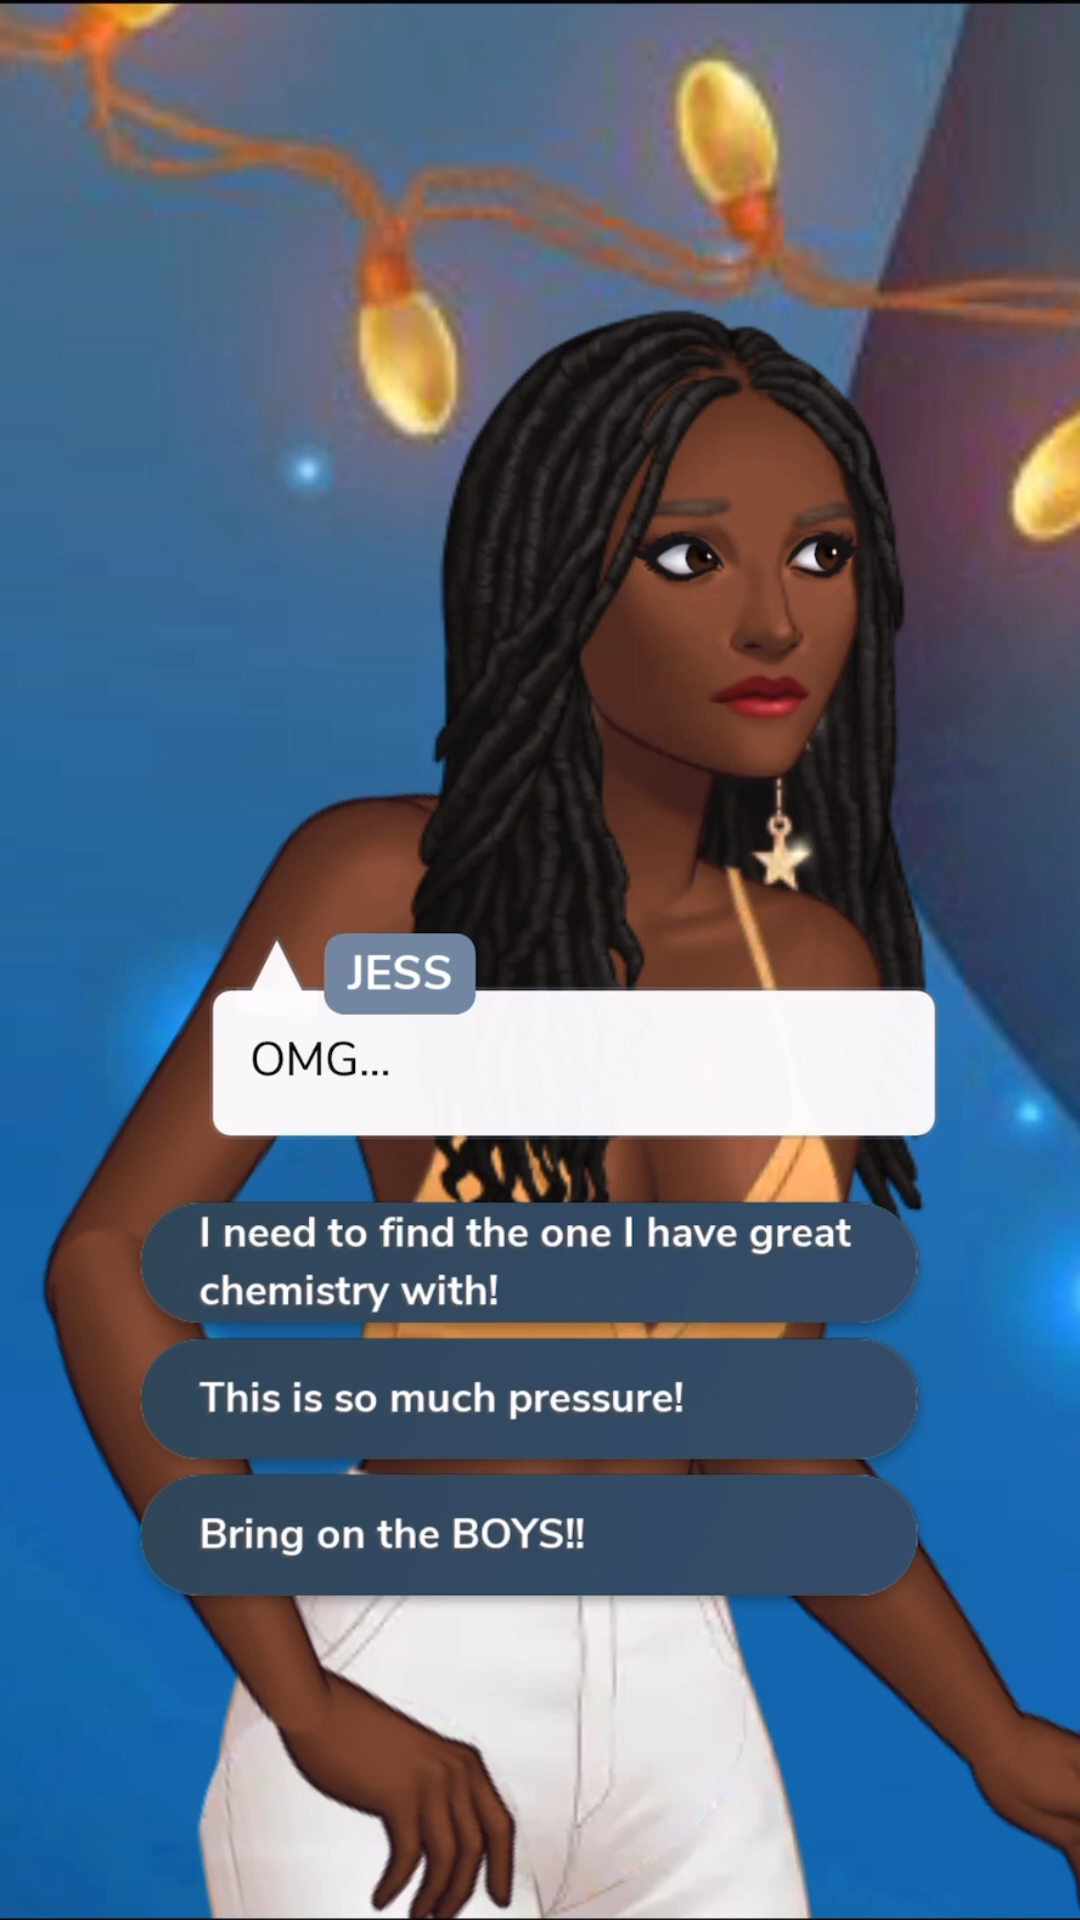 JESS
OMG...
I need to find the one I have great
chemistry with!
This is so much pressure!
Bring on the BOYS!!